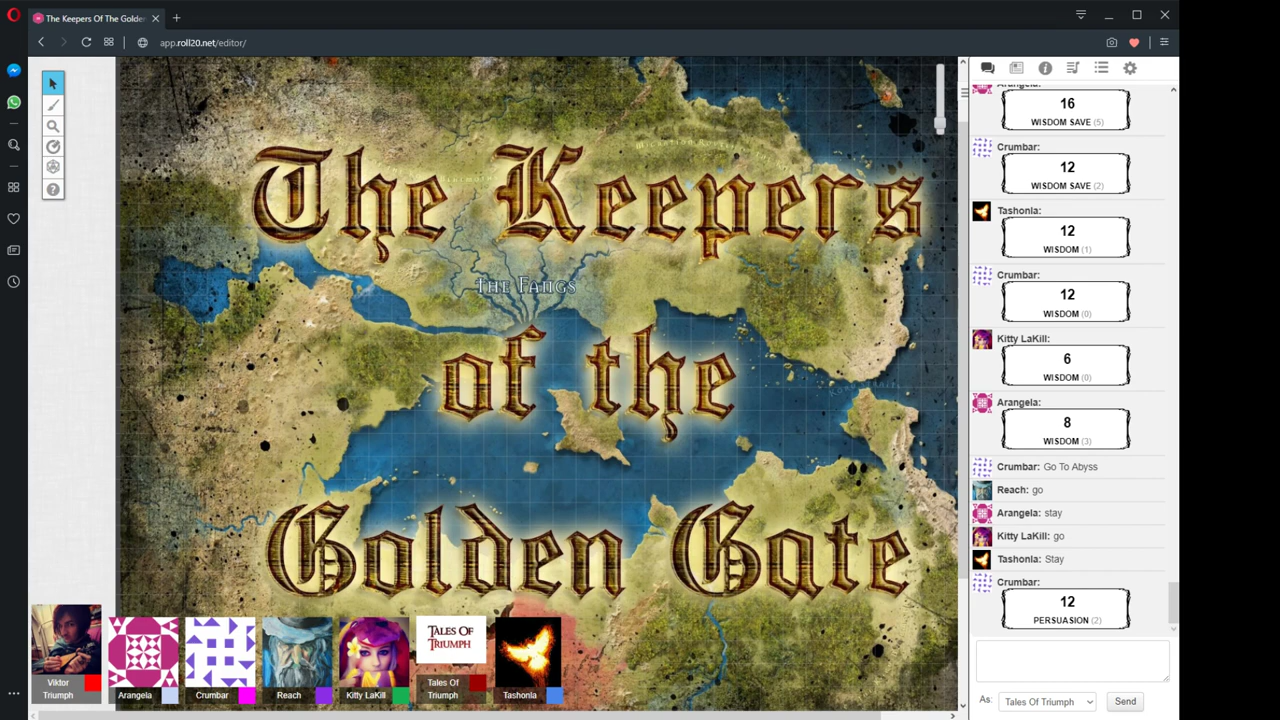 The Keepers Of The Golden
app.roll20.net/editor/
The Keepers
The Fangs
of the
Golden Gate
Viktor
Triumph
Arangela
Crumbar
Reach
Kitty LaKill
TALES OF
TRIUMPH
Tales Of
Triumph
Tashonia
Arangela:
16
WISDOM SAVE (5)
Crumbar:
12
WISDOM SAVE (2)
Tashonia:
12
WISDOM (1)
Crumbar:
12
WISDOM (0)
Kitty LaKill:
6
WISDOM (0)
Arangela:
8
WISDOM (3)
Crumbar: Go To Abyss
Reach: go
Arangela: stay
Kitty LaKill: go
Tashonia: Stay
Crumbar:
12
PERSUASION (2)
As:
Tales Of Triumph
Send